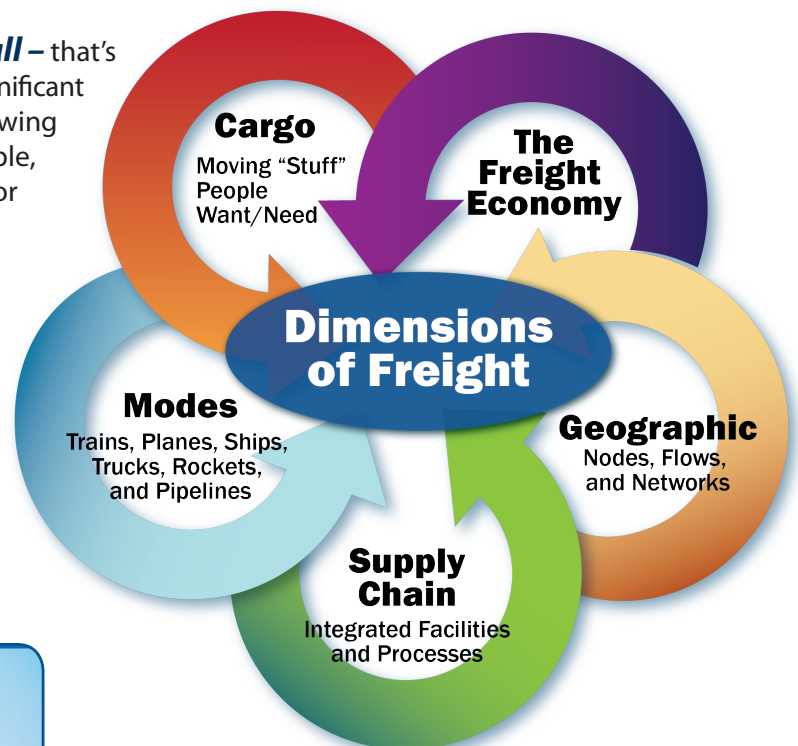 all – that's
nificant
wing
ple,
or
Cargo
Moving "Stuff"
People
Want/Need
The
Freight
Economy
Dimensions
of Freight
Modes
Trains, Planes, Ships,
Trucks, Rockets,
and Pipelines
Geographic
Nodes, Flows,
and Networks
Supply
Chain
Integrated Facilities
and Processes